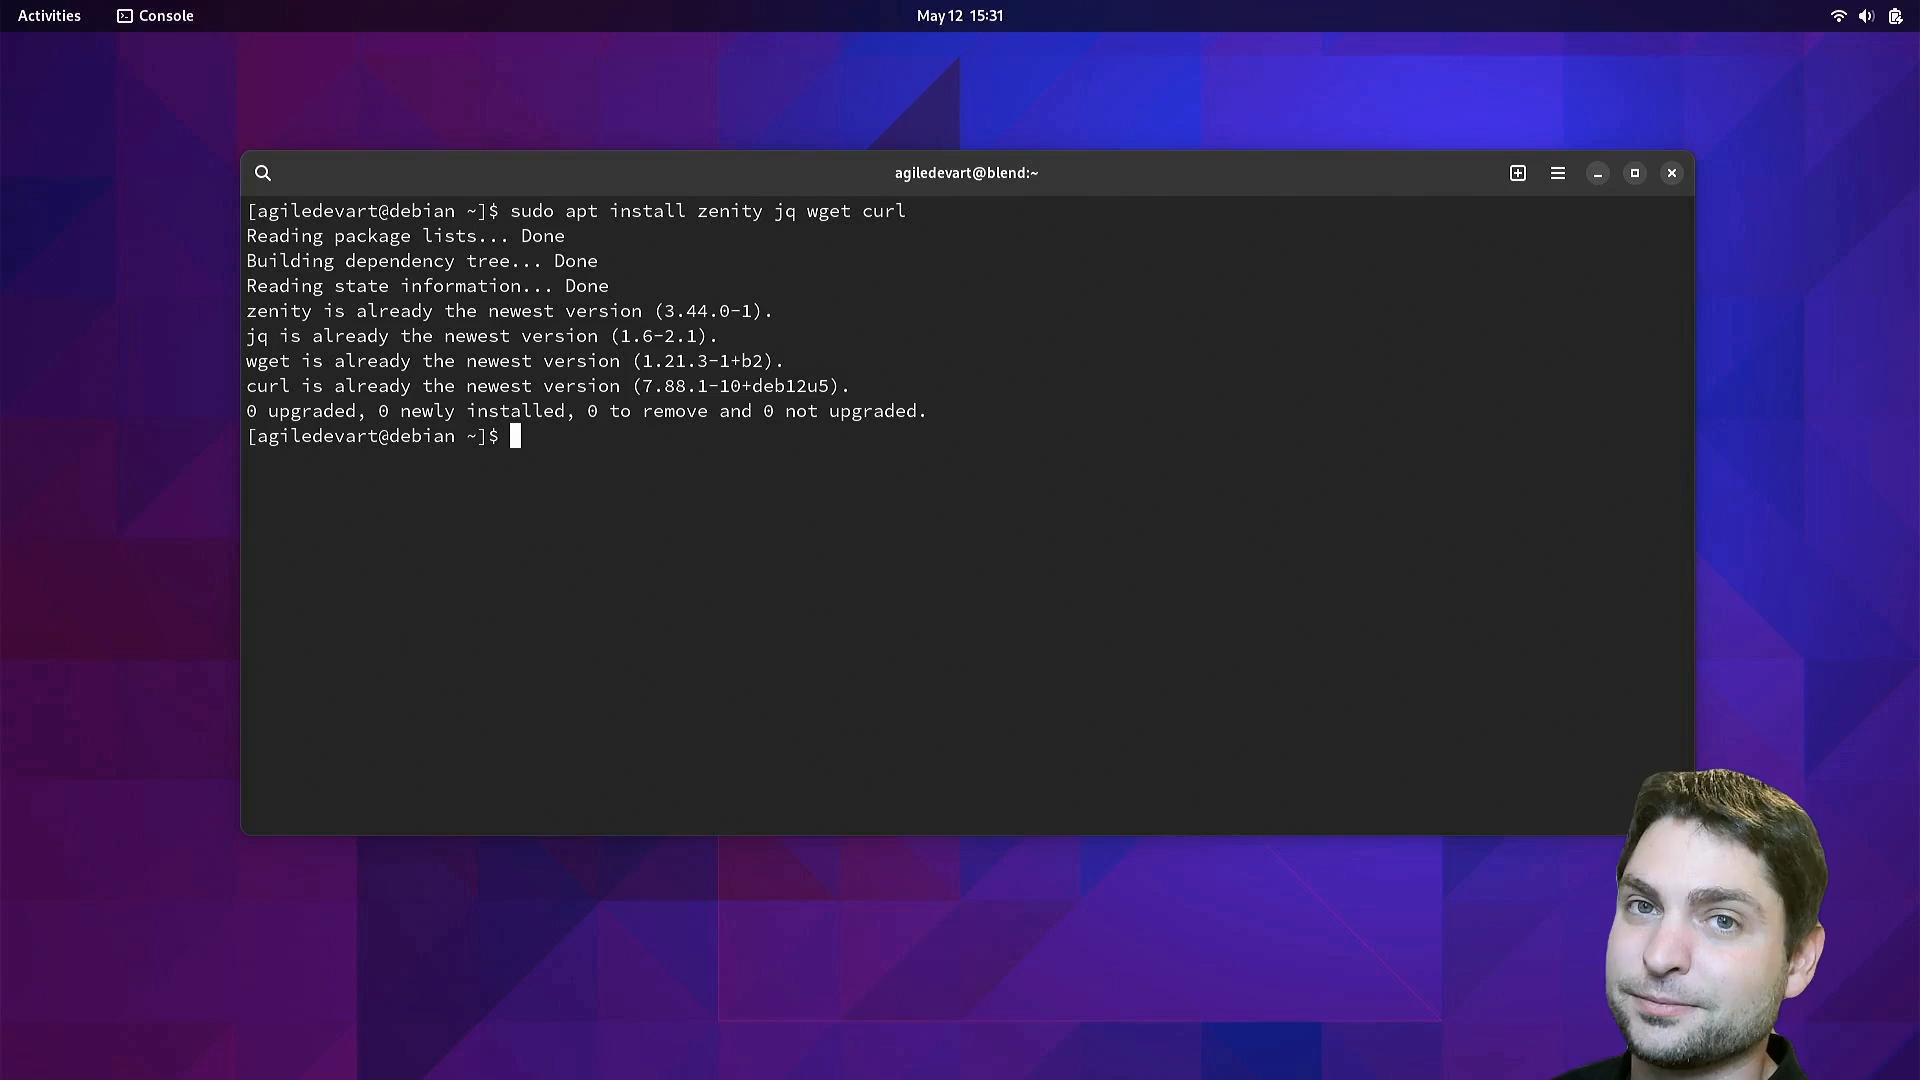 Activities Console May 12 15:31
agiledevart@blend:~
[agiledevart@debian ~]$ sudo apt install zenity jq wget curl
Reading package lists... Done
Building dependency tree... Done
Reading state information... Done
zenity is already the newest version (3.44.0-1).
jq is already the newest version (1.6-2.1).
wget is already the newest version (1.21.3-1+b2).
curl is already the newest version (7.88.1-10+deb12u5).
0 upgraded, 0 newly installed, 0 to remove and 0 not upgraded.
[agiledevart@debian ~]$